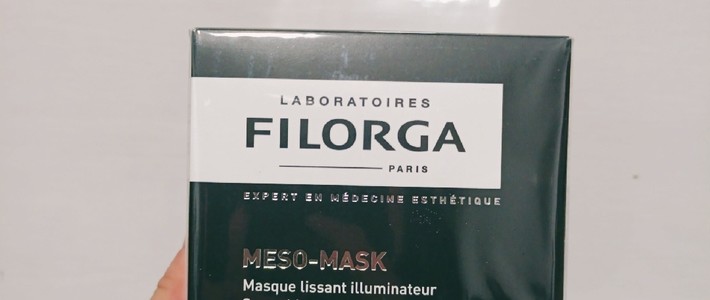 LABORATOIRES
FILORGA
PARIS
EXPERT EN MÉDECINE ESTHÉTIQUE
MESO-MASK
Masque lissant illuminateur